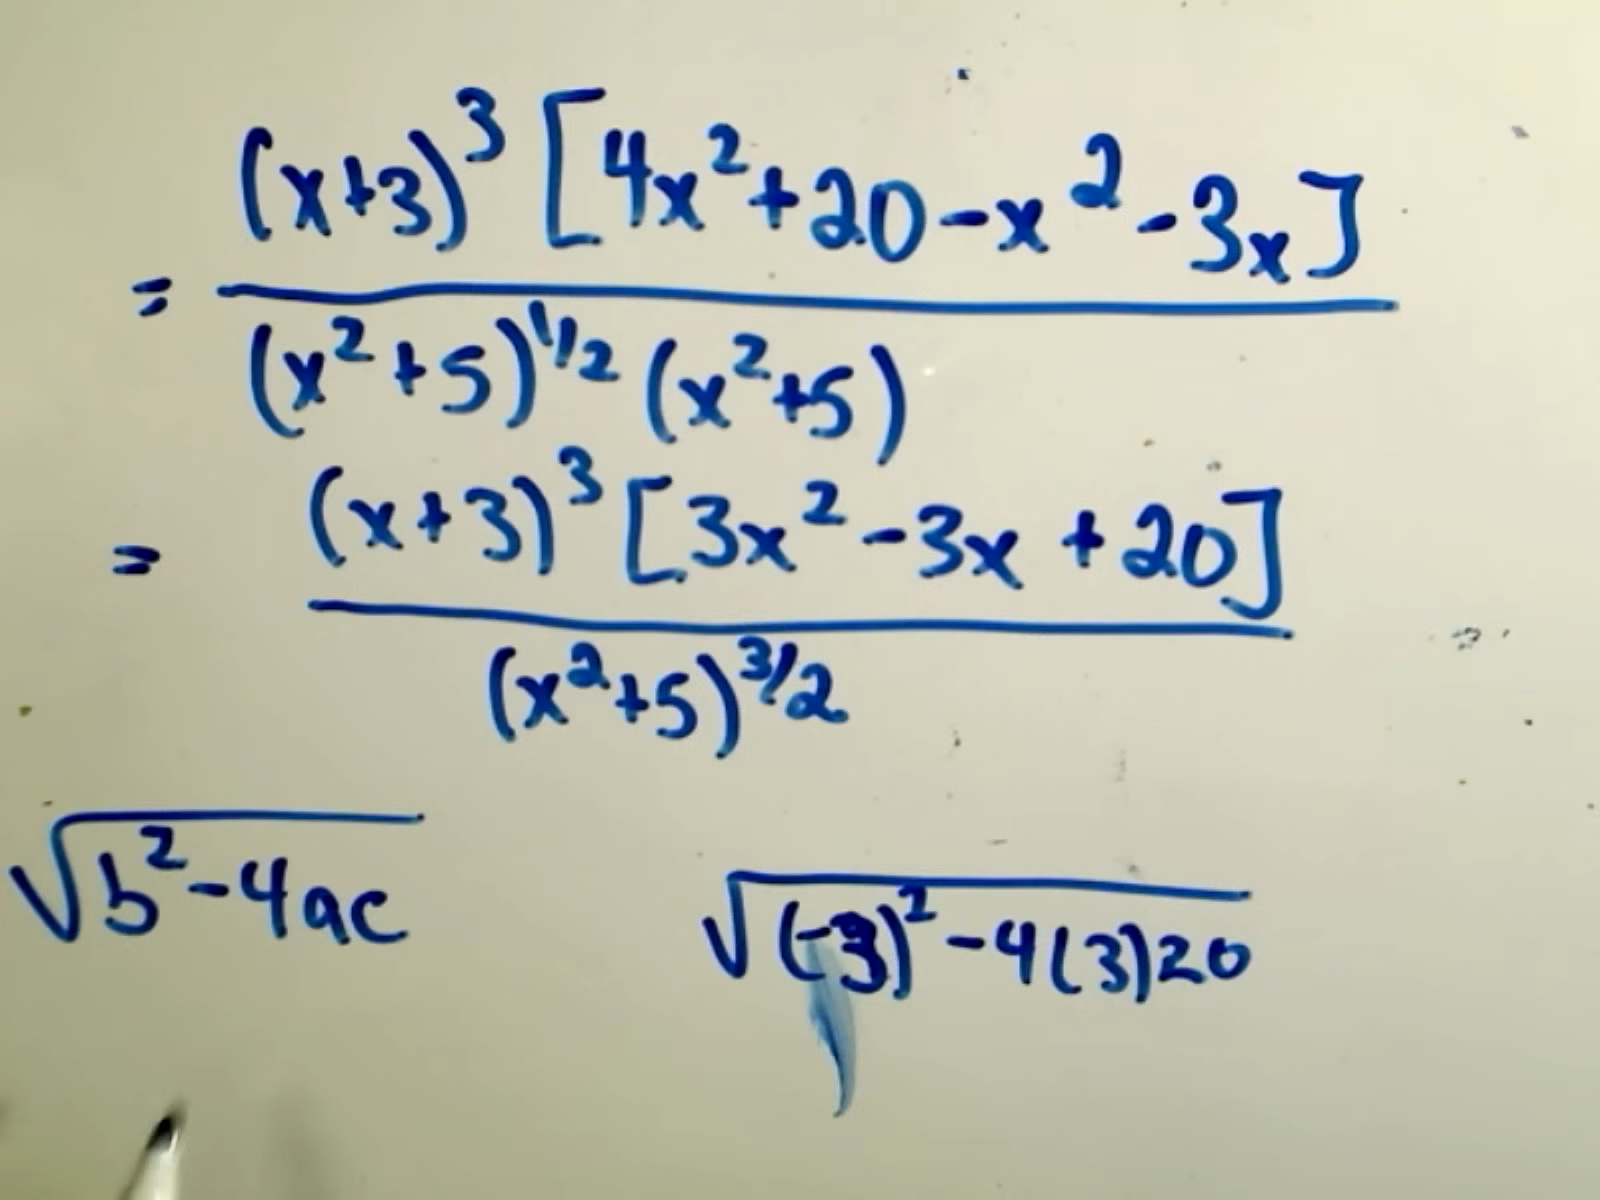 = (x+3)^3 [4x^2+20-x^2-3x] / (x^2+5)^1/2 (x^2+5)
= (x+3)^3 [3x^2-3x+20] / (x^2+5)^3/2
√(b^2-4ac) √((-3)^2-4(3)20)